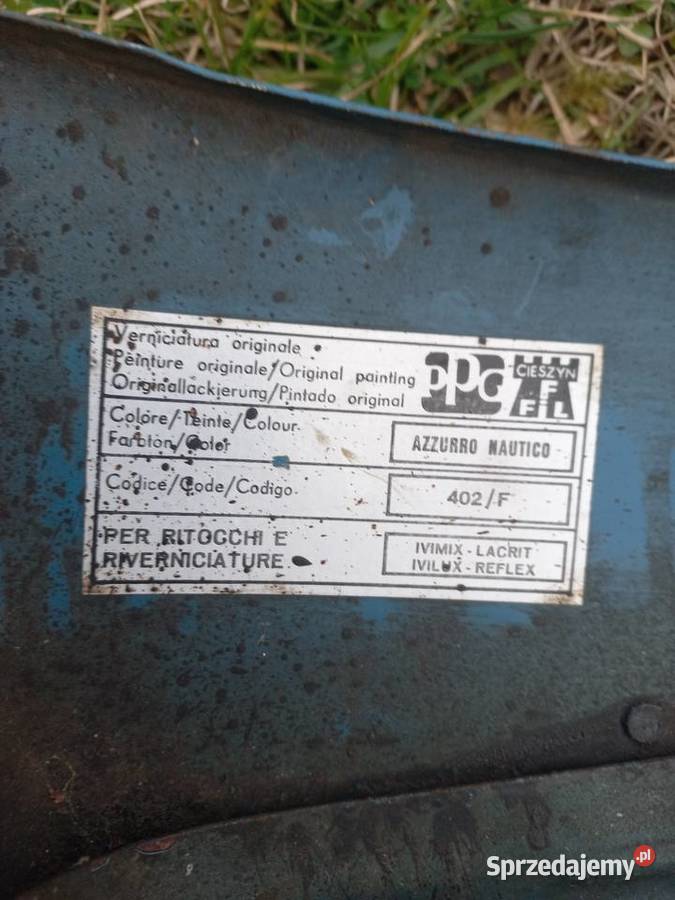 Verniciatura originale
Peinture originale/Original painting
Originallackierung/Pintado original
PPG
CIESZYN
F
F L
Colore/Teinte/Colour
Farbton/Color
AZZURRO NAUTICO
Codice/Code/Codigo
402/F
PER RITOCCHI E
RIVERNICIATURE
IVIMIX - LACRIT
IVILUX - REFLEX
Sprzedajemy.pl